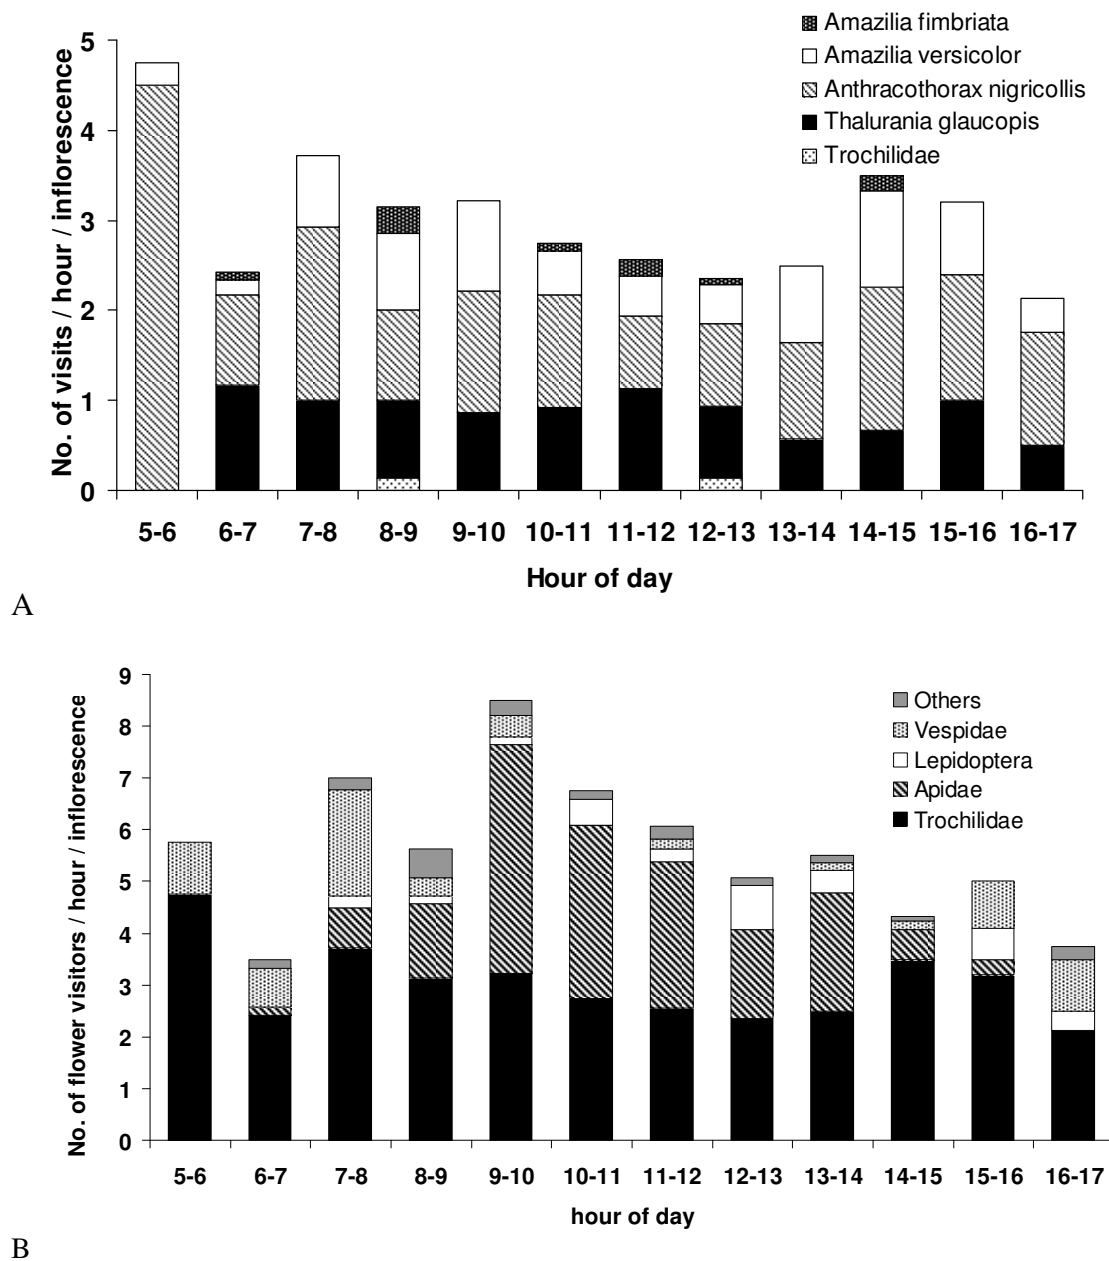 Amazilia fimbriata
Amazilia versicolor
Anthracothorax nigricollis
Thalurania glaucopis
Trochilidae
No. of visits / hour / inflorescence
5
4
3
2
1
0
5-6 6-7 7-8 8-9 9-10 10-11 11-12 12-13 13-14 14-15 15-16 16-17
Hour of day
A
Others
Vespidae
Lepidoptera
Apidae
Trochilidae
No. of flower visitors / hour / inflorescence
9
8
7
6
5
4
3
2
1
0
5-6 6-7 7-8 8-9 9-10 10-11 11-12 12-13 13-14 14-15 15-16 16-17
hour of day
B